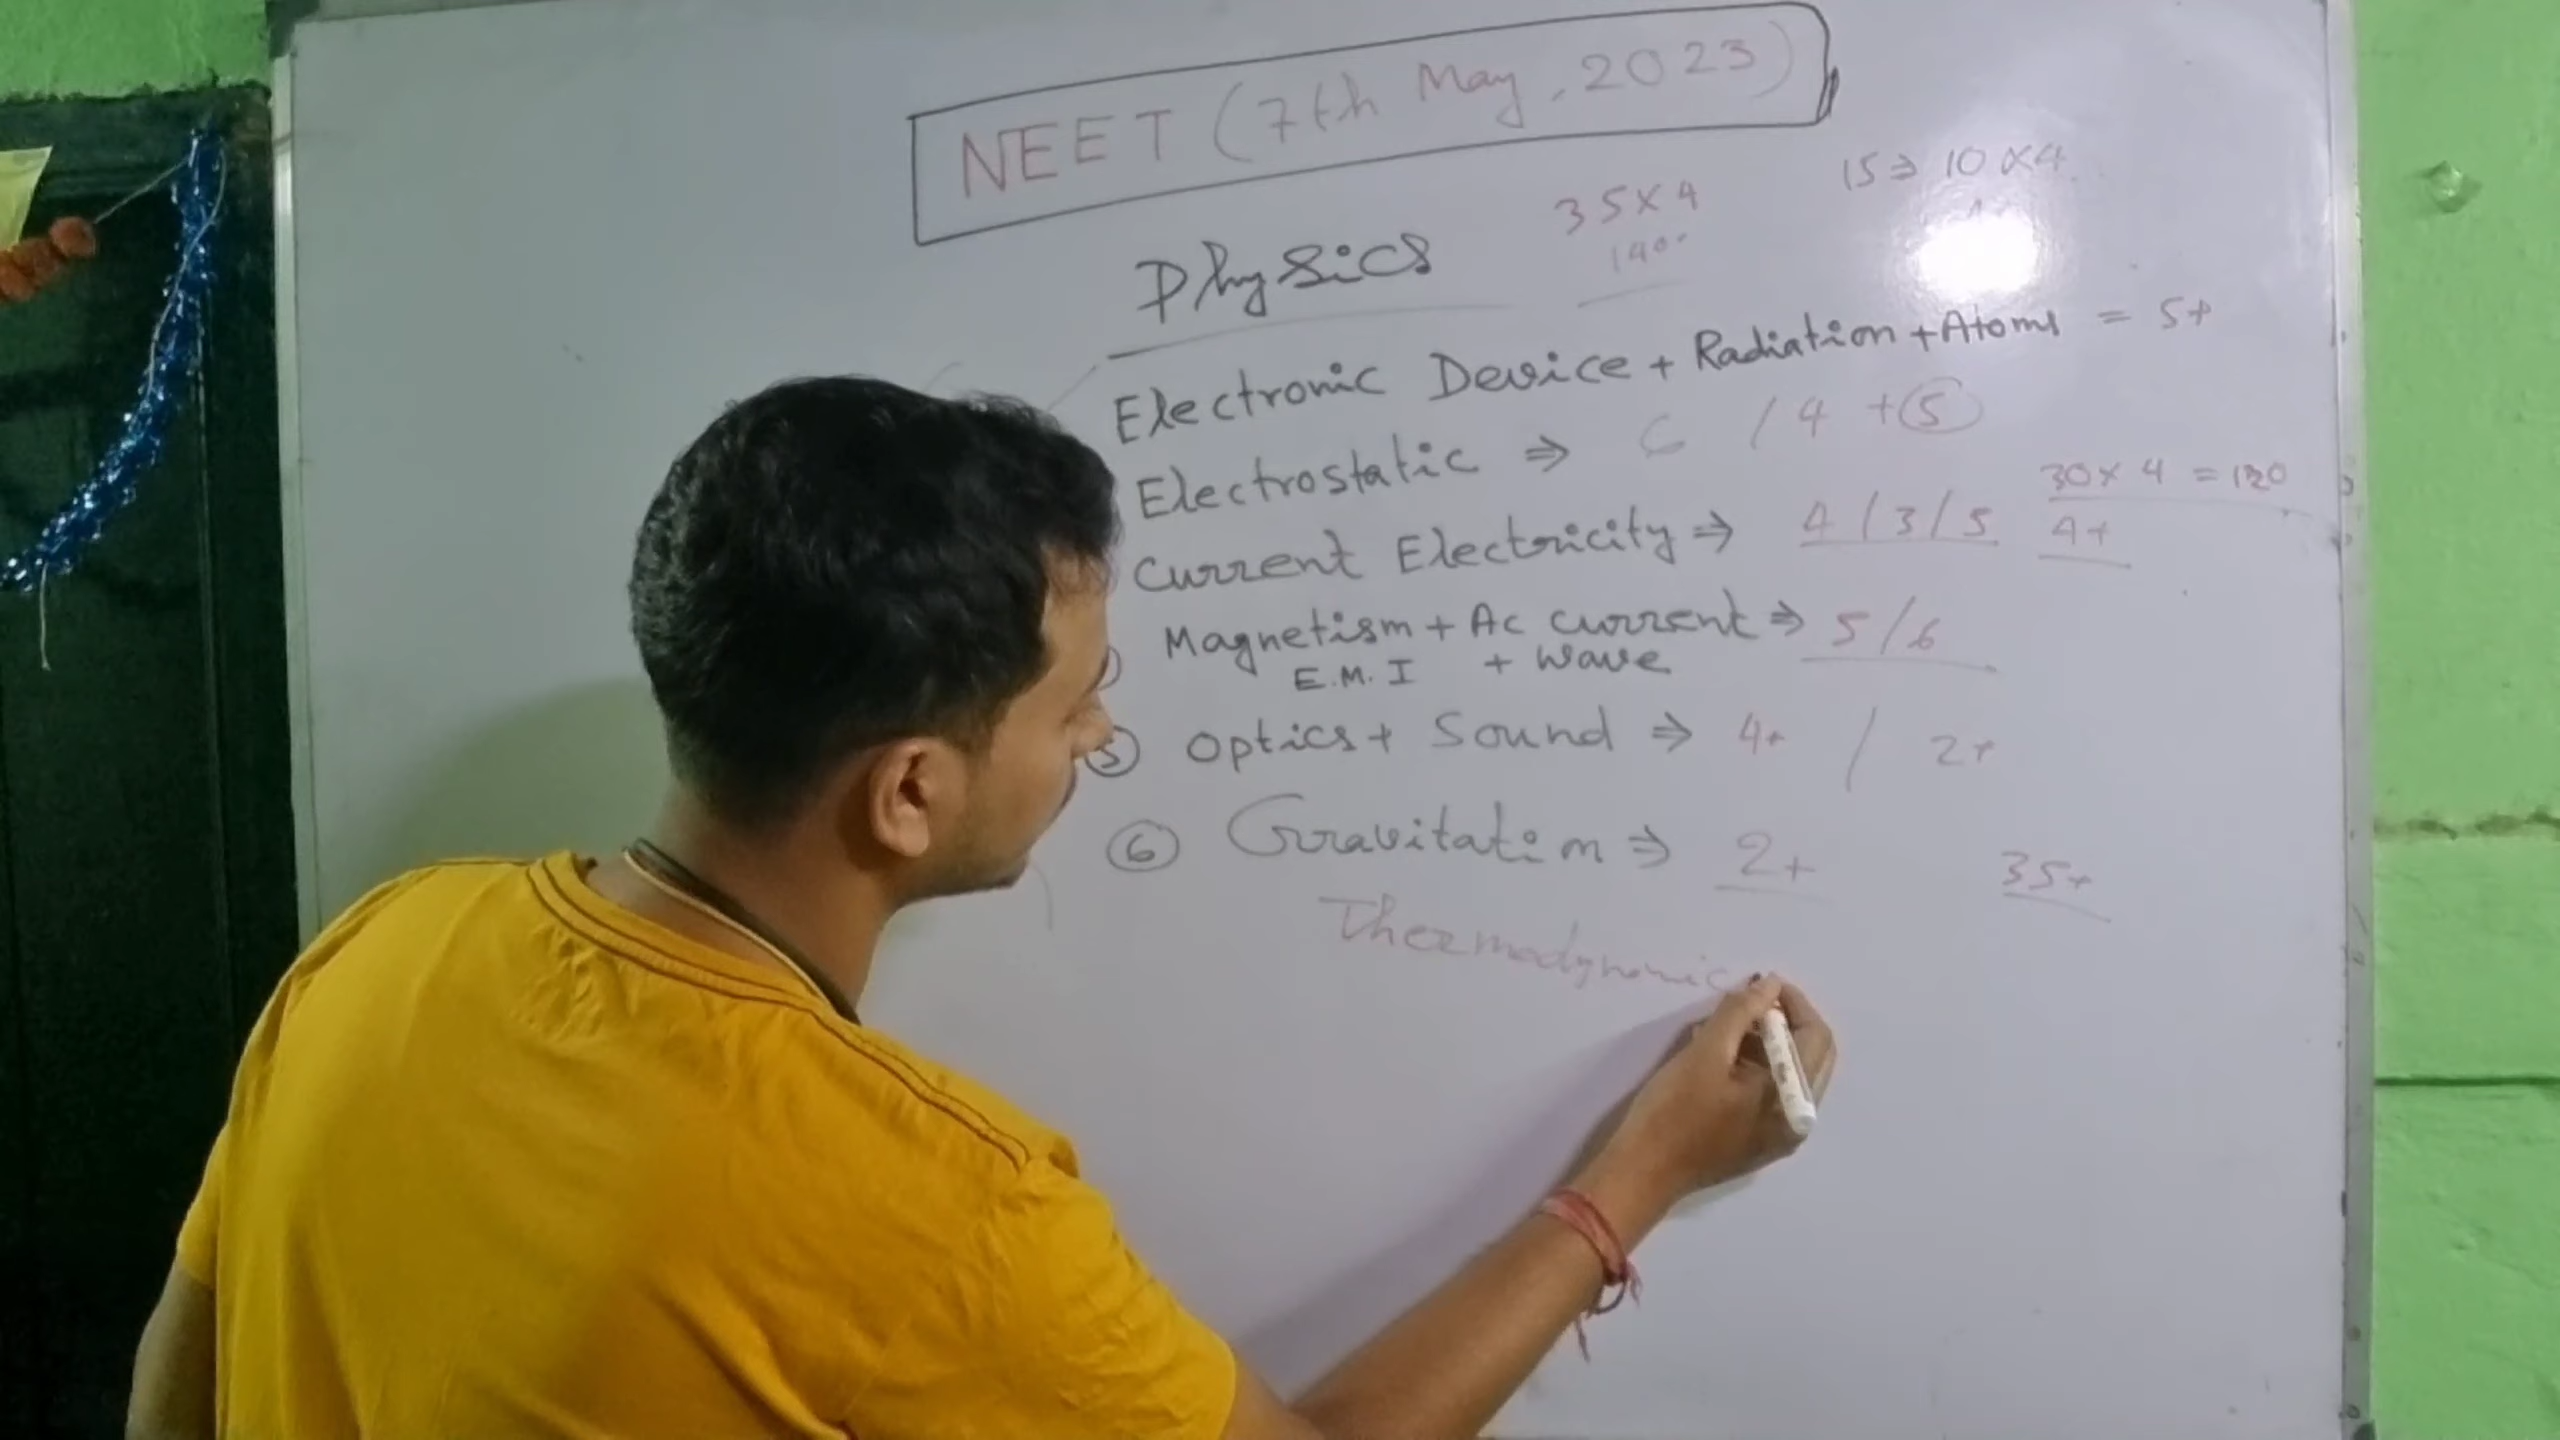 NEET (7th May, 2023)
15 ⇒ 10 × 4
35 × 4
140
Physics
Electronic Device + Radiation + Atoms = 5+
Electrostatic ⇒ 6 / 4 + 5
30 × 4 = 120
Current Electricity ⇒ 4 / 3 / 5 4+
Magnetism + Ac current ⇒ 5/6
E.M.I + Wave
5 Optics + Sound ⇒ 4+ / 2+
6 Gravitation ⇒ 2+ 35+
Thermodynamic